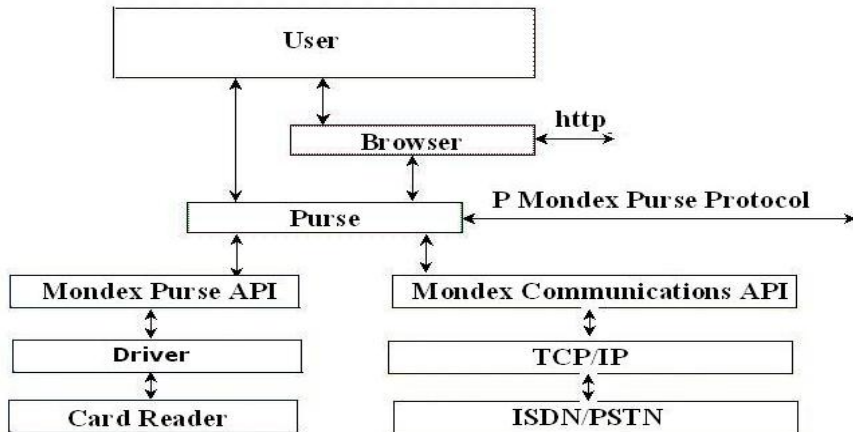 User
http
Browser
P Mondex Purse Protocol
Purse
Mondex Purse API
Mondex Communications API
Driver
TCP/IP
Card Reader
ISDN/PSTN